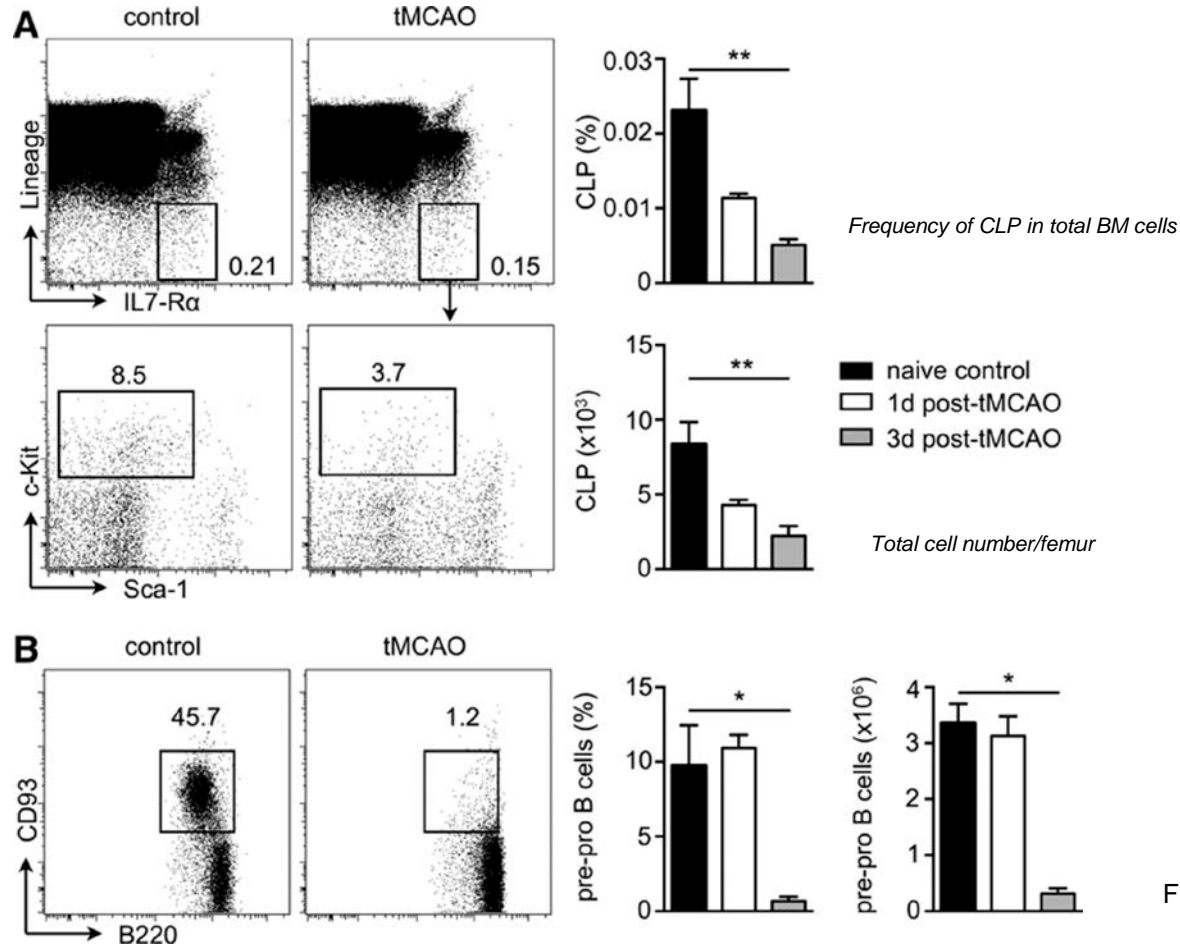 A
control
tMCAO
Lineage
IL7-Rα
0.21
0.15
CLP (%)
0.03
0.02
0.01
0
**
Frequency of CLP in total BM cells
c-Kit
Sca-1
8.5
3.7
CLP (x10³)
15
10
5
0
**
naive control
1d post-tMCAO
3d post-tMCAO
Total cell number/femur
B
control
tMCAO
CD93
B220
45.7
1.2
pre-pro B cells (%)
15
10
5
0
*
pre-pro B cells (x10⁶)
4
3
2
1
0
*
F